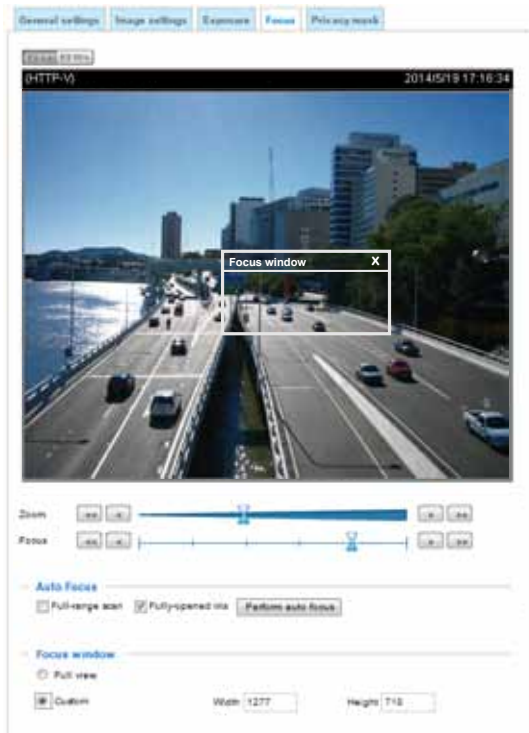 General settings Image settings Exposure Focus Privacy mask
(HTTP-V) 2014/5/19 17:16:34
Focus window X
Zoom << < > >>
Focus << < > >>
Auto Focus
Full-range scan Fully-opened iris Perform auto focus
Focus window
Full view
Custom Width 1277 Height 718